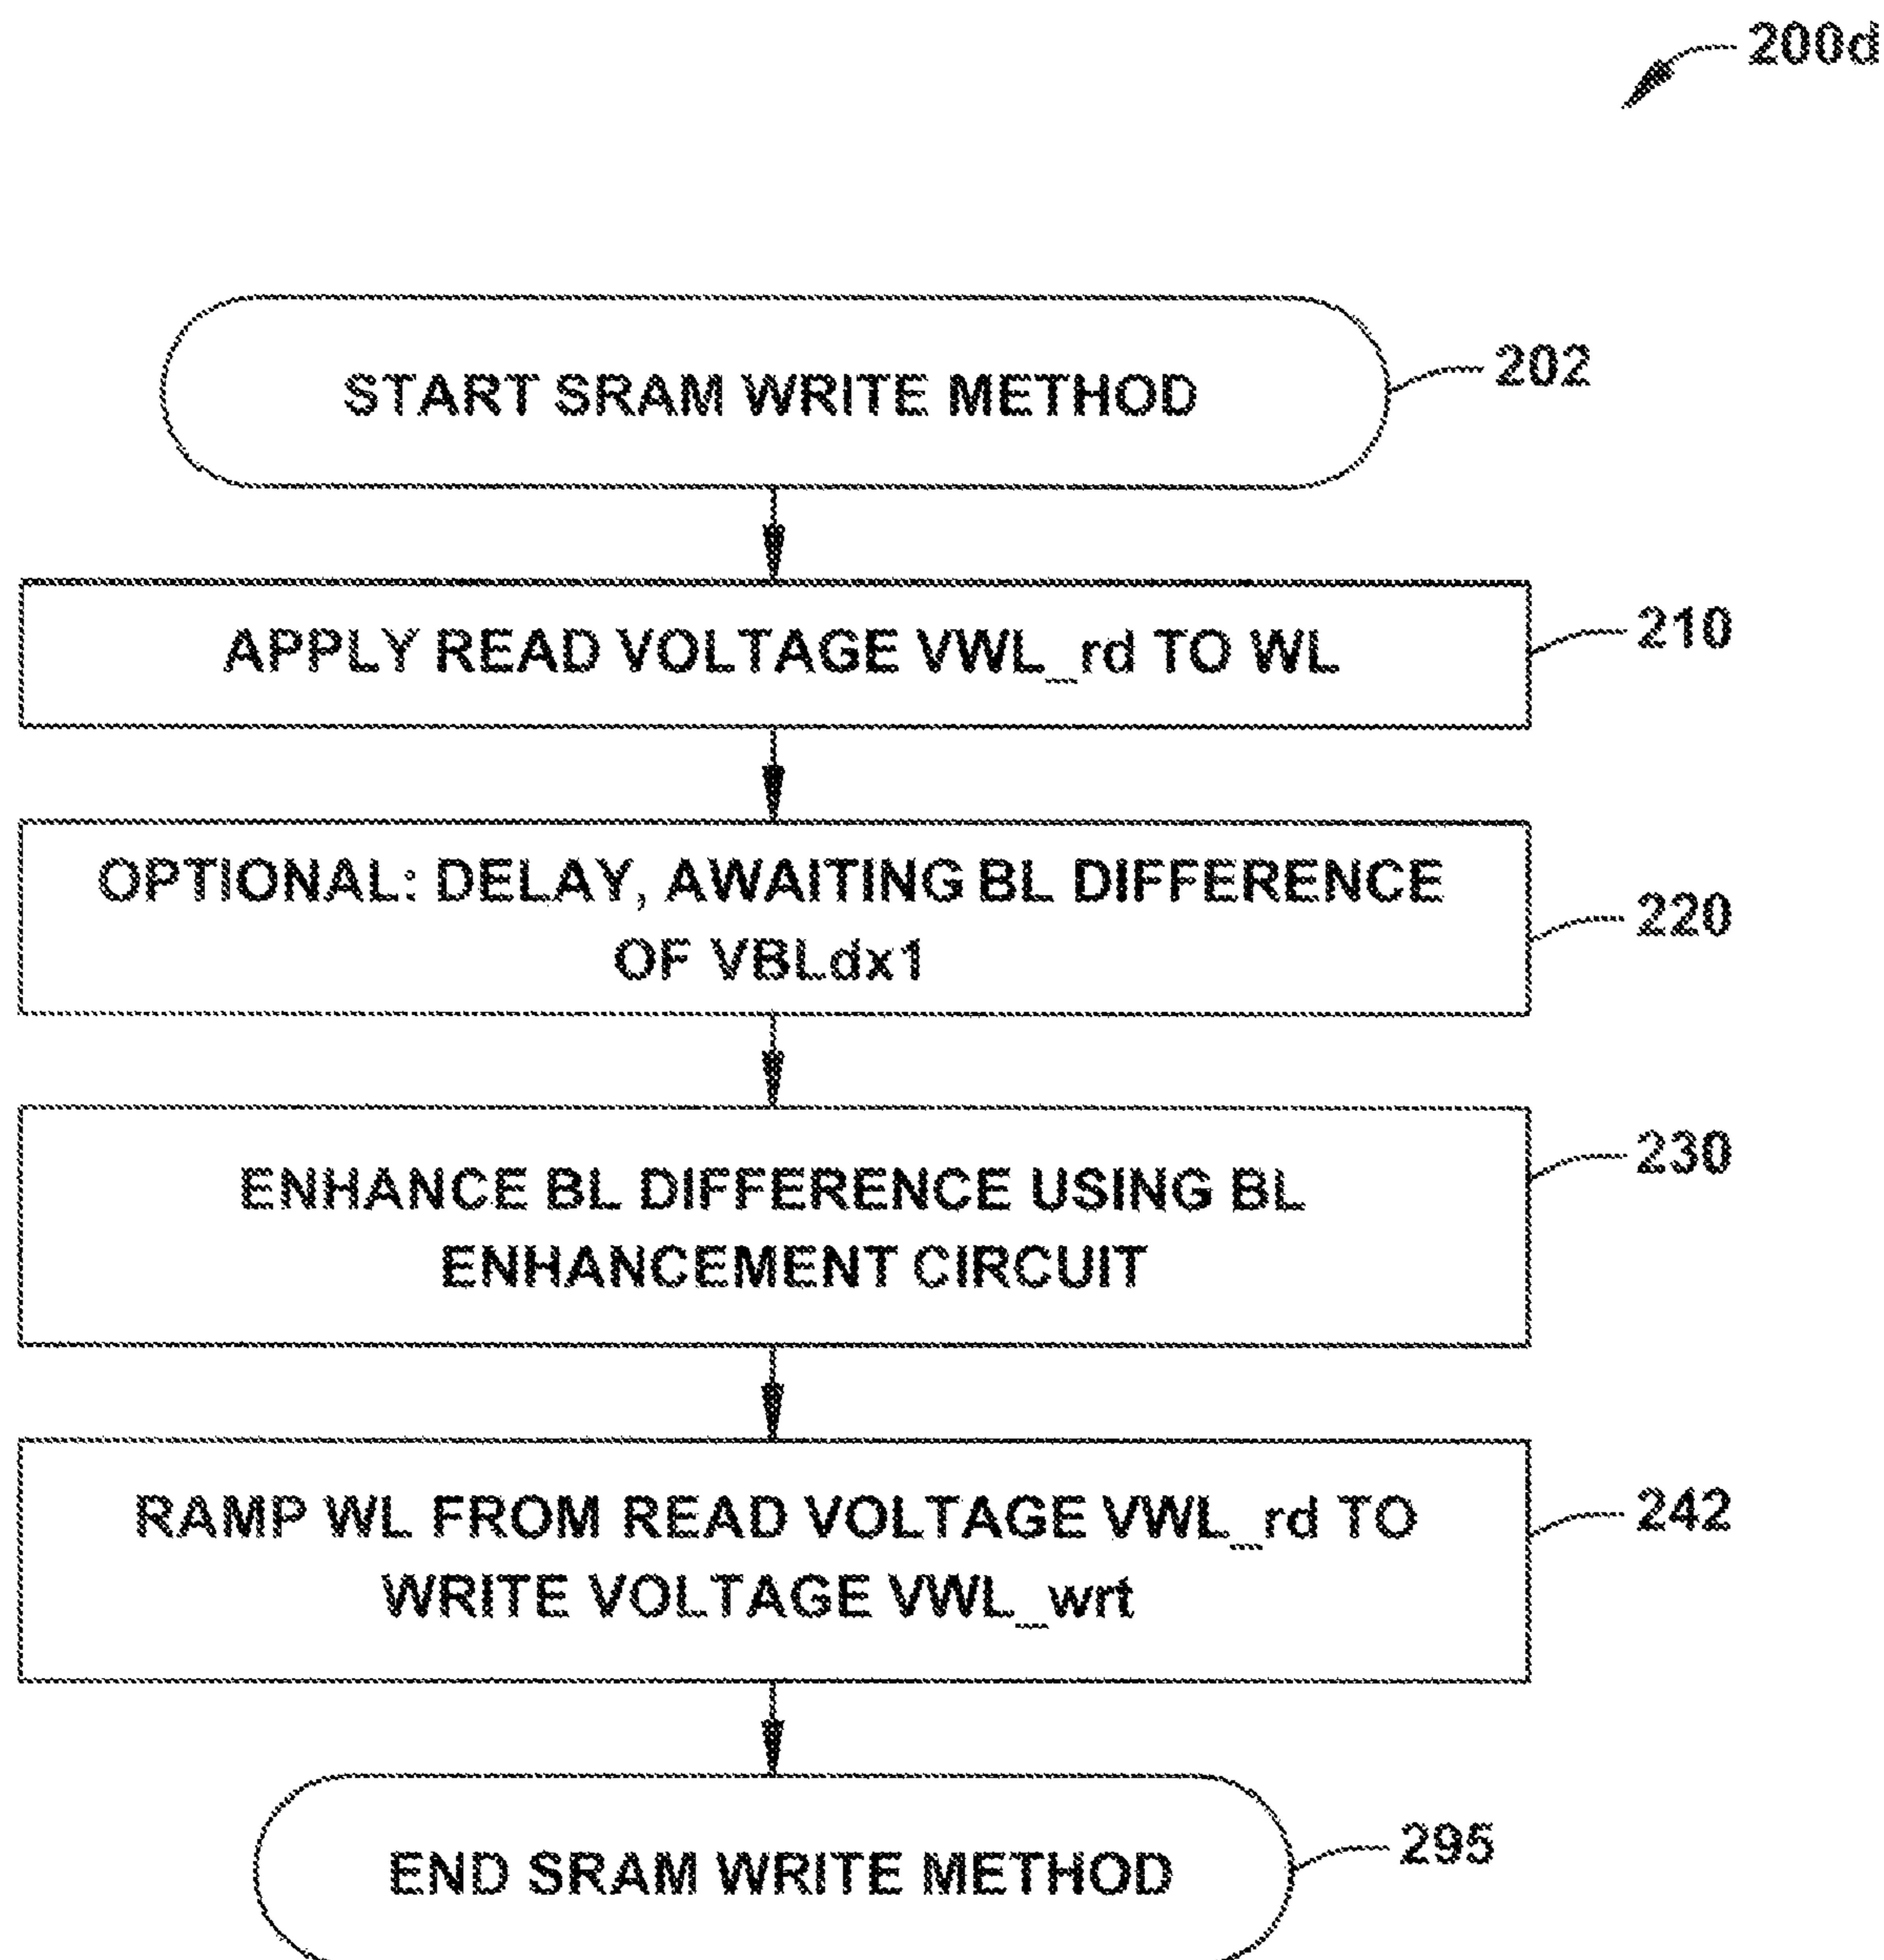 200d
START SRAM WRITE METHOD
202
APPLY READ VOLTAGE VWL_rd TO WL
210
OPTIONAL: DELAY, AWAITING BL DIFFERENCE
OF VBLdx1
220
ENHANCE BL DIFFERENCE USING BL
ENHANCEMENT CIRCUIT
230
RAMP WL FROM READ VOLTAGE VWL_rd TO
WRITE VOLTAGE VWL_wrt
242
END SRAM WRITE METHOD
295